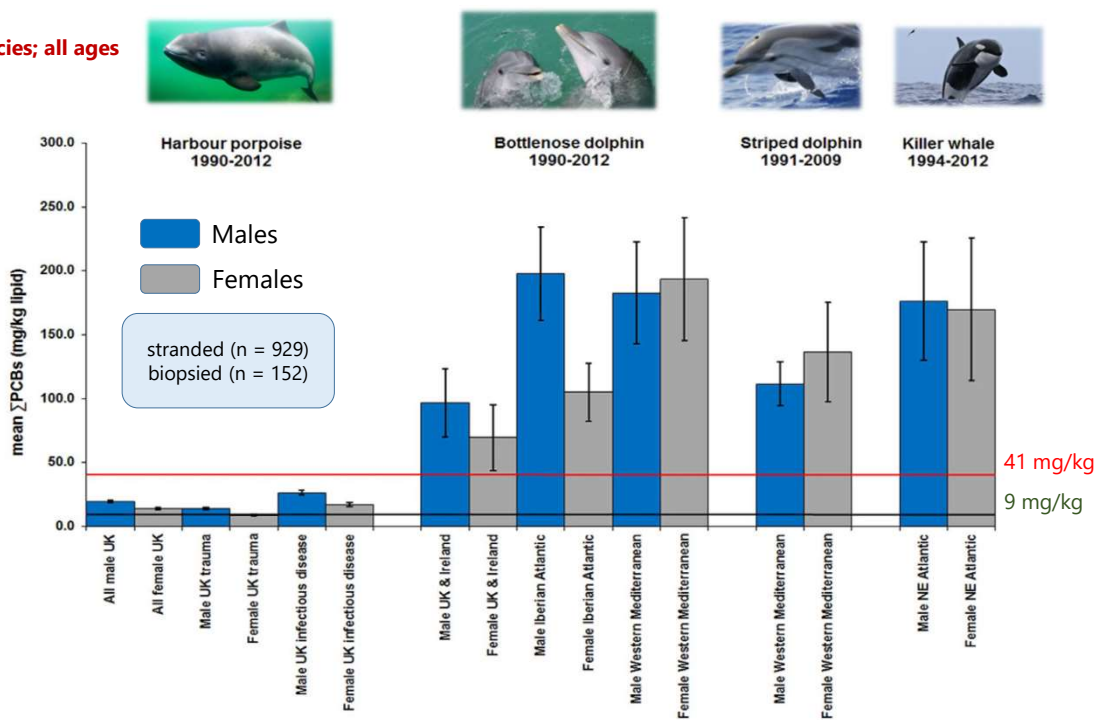 cies; all ages
Harbour porpoise
1990-2012
Bottlenose dolphin
1990-2012
Striped dolphin
1991-2009
Killer whale
1994-2012
mean ∑PCBs (mg/kg lipid)
300.0
250.0
200.0
150.0
100.0
50.0
0.0
Males
Females
stranded (n = 929)
biopsied (n = 152)
41 mg/kg
9 mg/kg
All male UK
All female UK
Male UK trauma
Female UK trauma
Male UK infectious disease
Female UK infectious disease
Male UK & Ireland
Female UK & Ireland
Male Iberian Atlantic
Female Iberian Atlantic
Male Western Mediterranean
Female Western Mediterranean
Male Western Mediterranean
Female Western Mediterranean
Male NE Atlantic
Female NE Atlantic